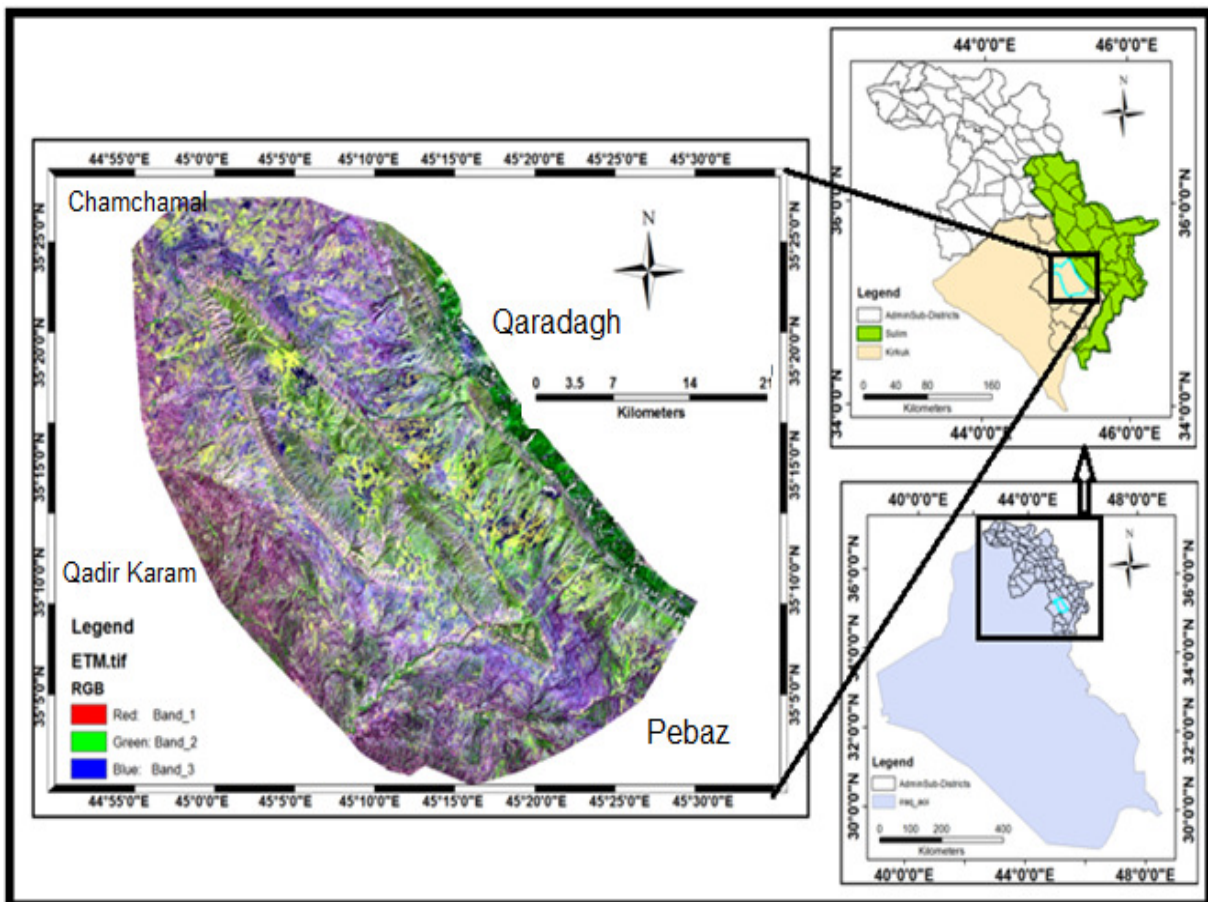 44°55'0"E 45°0'0"E 45°5'0"E 45°10'0"E 45°15'0"E 45°20'0"E 45°25'0"E 45°30'0"E
Chamchamal
35°25'0"N
35°25'0"N
N
Qaradagh
35°20'0"N
35°20'0"N
0 3.5 7 14 21
Kilometers
35°15'0"N
35°15'0"N
Qadir Karam
35°10'0"N
35°10'0"N
Legend
ETM.tif
RGB
Red: Band_1
Green: Band_2
Blue: Band_3
35°5'0"N
35°5'0"N
Pebaz
44°55'0"E 45°0'0"E 45°5'0"E 45°10'0"E 45°15'0"E 45°20'0"E 45°25'0"E 45°30'0"E
44°0'0"E 46°0'0"E
N
36°0'0"N
36°0'0"N
Legend
AdminSub-Districts
Sulim
Kirkuk
0 40 80 160
Kilometers
34°0'0"N
34°0'0"N
44°0'0"E 46°0'0"E
40°0'0"E 44°0'0"E 48°0'0"E
N
36°0'0"N
36°0'0"N
34°0'0"N
34°0'0"N
32°0'0"N
32°0'0"N
30°0'0"N
30°0'0"N
Legend
AdminSub-Districts
0 100 200 400
Kilometers
40°0'0"E 44°0'0"E 48°0'0"E